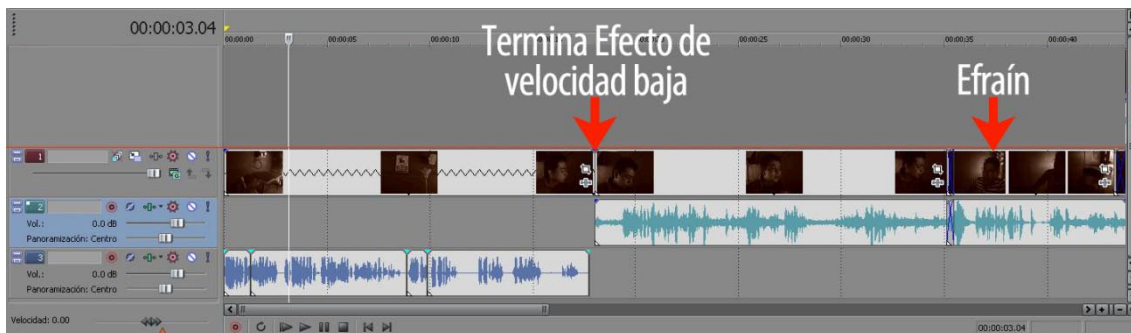 00:00:03.04
Termina Efecto de
velocidad baja
Efraín
00:00:00
00:00:05
00:00:10
00:00:25
00:00:30
00:00:35
00:00:40
1
2
Vol.: 0.0 dB
Panoramización: Centro
3
Vol.: 0.0 dB
Panoramización: Centro
Velocidad: 0.00
00:00:03.04